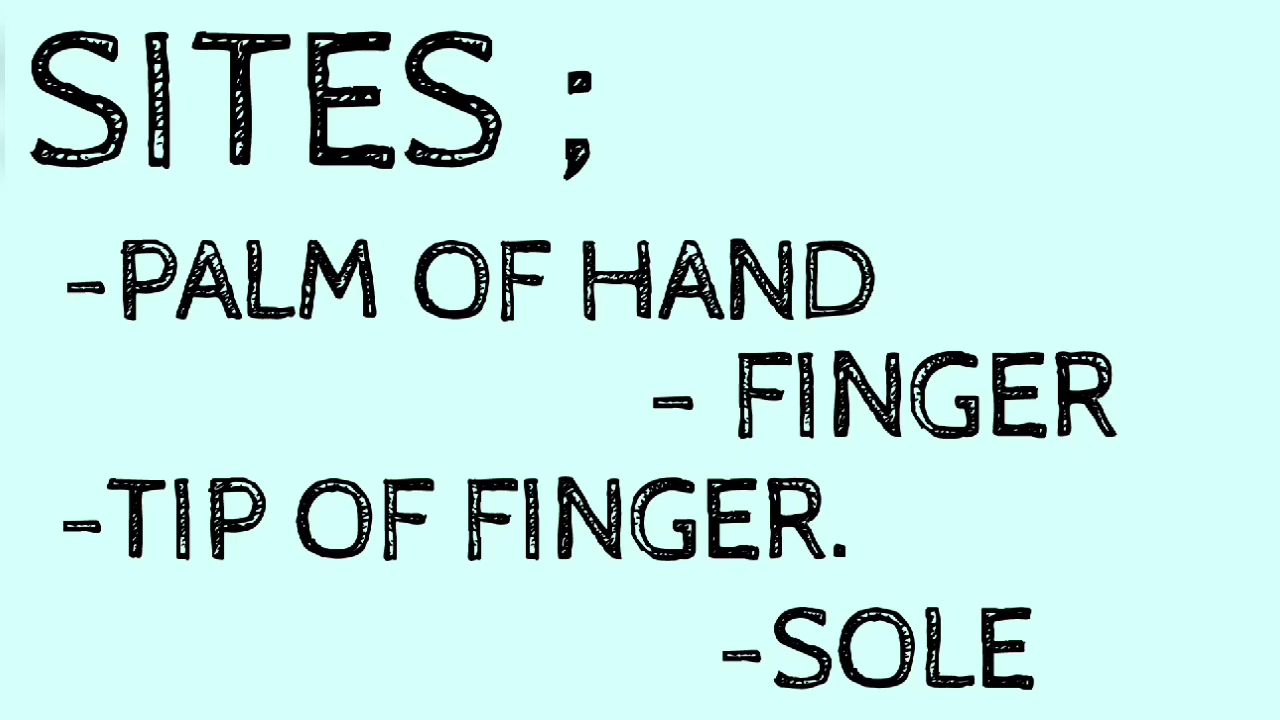 SITES ;
-PALM OF HAND
- FINGER
-TIP OF FINGER.
-SOLE